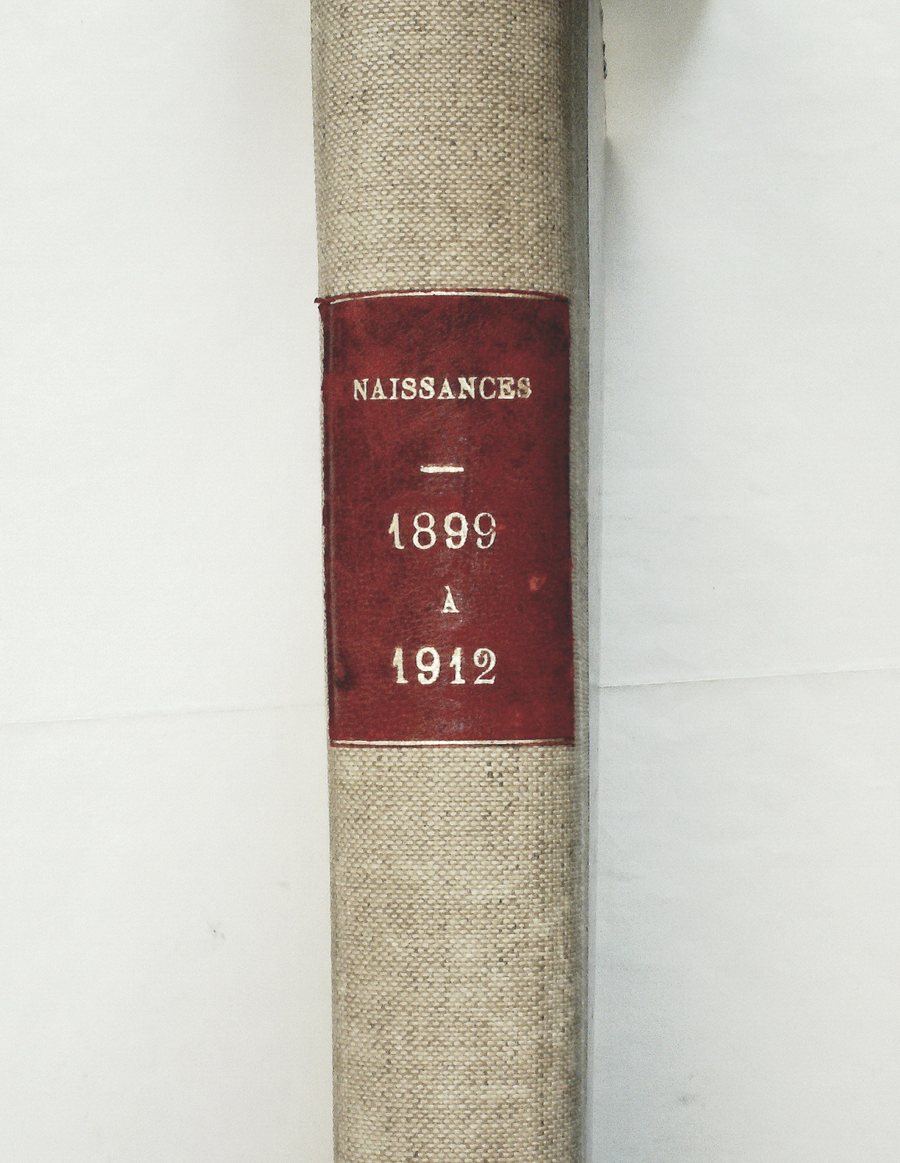 NAISSANCES
—
1899
À
1912